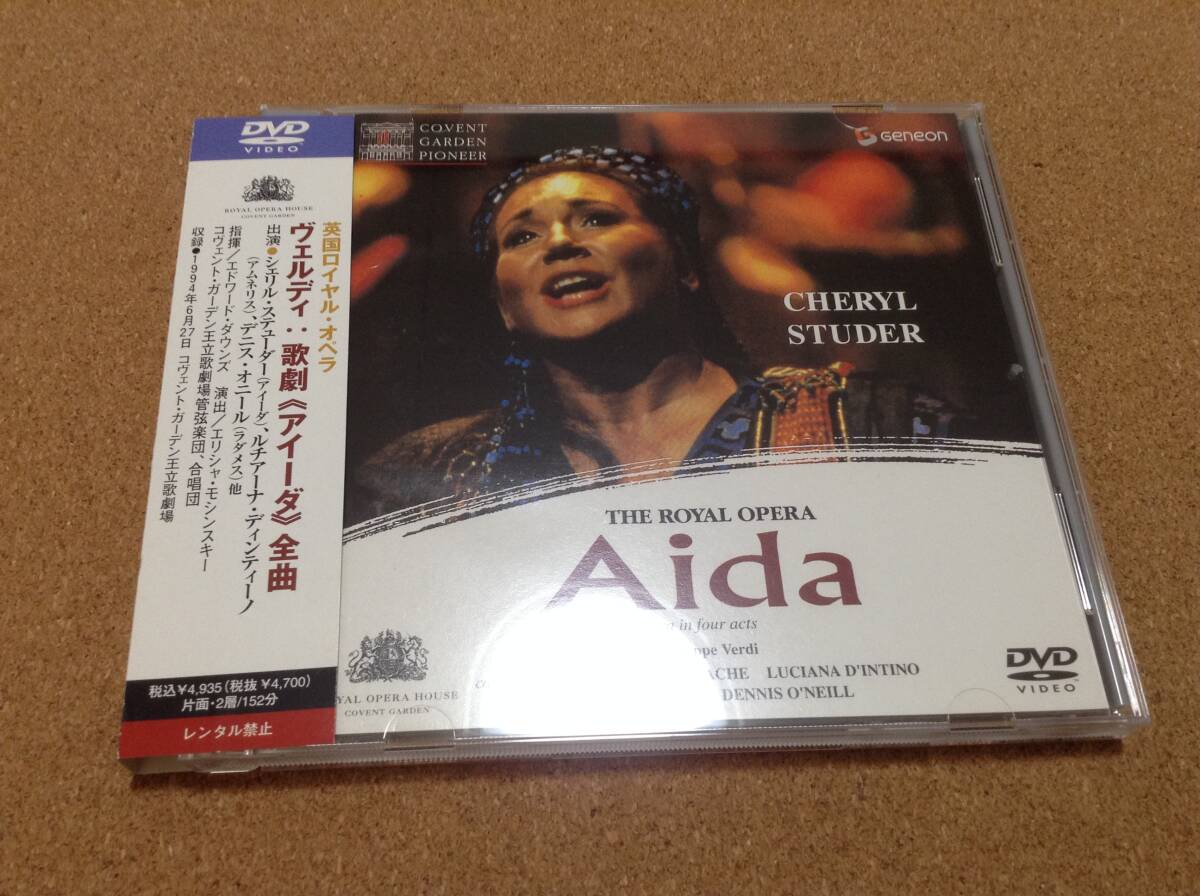 DVD
VIDEO
ROYAL OPERA HOUSE
COVENT GARDEN
英国ロイヤル・オペラ
ヴェルディ:歌劇《アイーダ》全曲
出演●シェリル・ステューダー(アイーダ)、ルチアーナ・ディンティーノ
(アムネリス)、デニス・オニール(ラダメス)他
指揮/エドワード・ダウンズ 演出/エリシャ・モシンスキー
コヴェント・ガーデン王立歌劇場管弦楽団、合唱団
収録●1994年6月27日 コヴェント・ガーデン王立歌劇場
税込¥4,935(税抜¥4,700)
片面・2層/152分
レンタル禁止
COVENT
GARDEN
PIONEER
GENEON
CHERYL
STUDER
THE ROYAL OPERA
Aida
in four acts
Verdi
LUCIANA D'INTINO
DENNIS O'NEILL
OPERA HOUSE
COVENT GARDEN
DVD
VIDEO